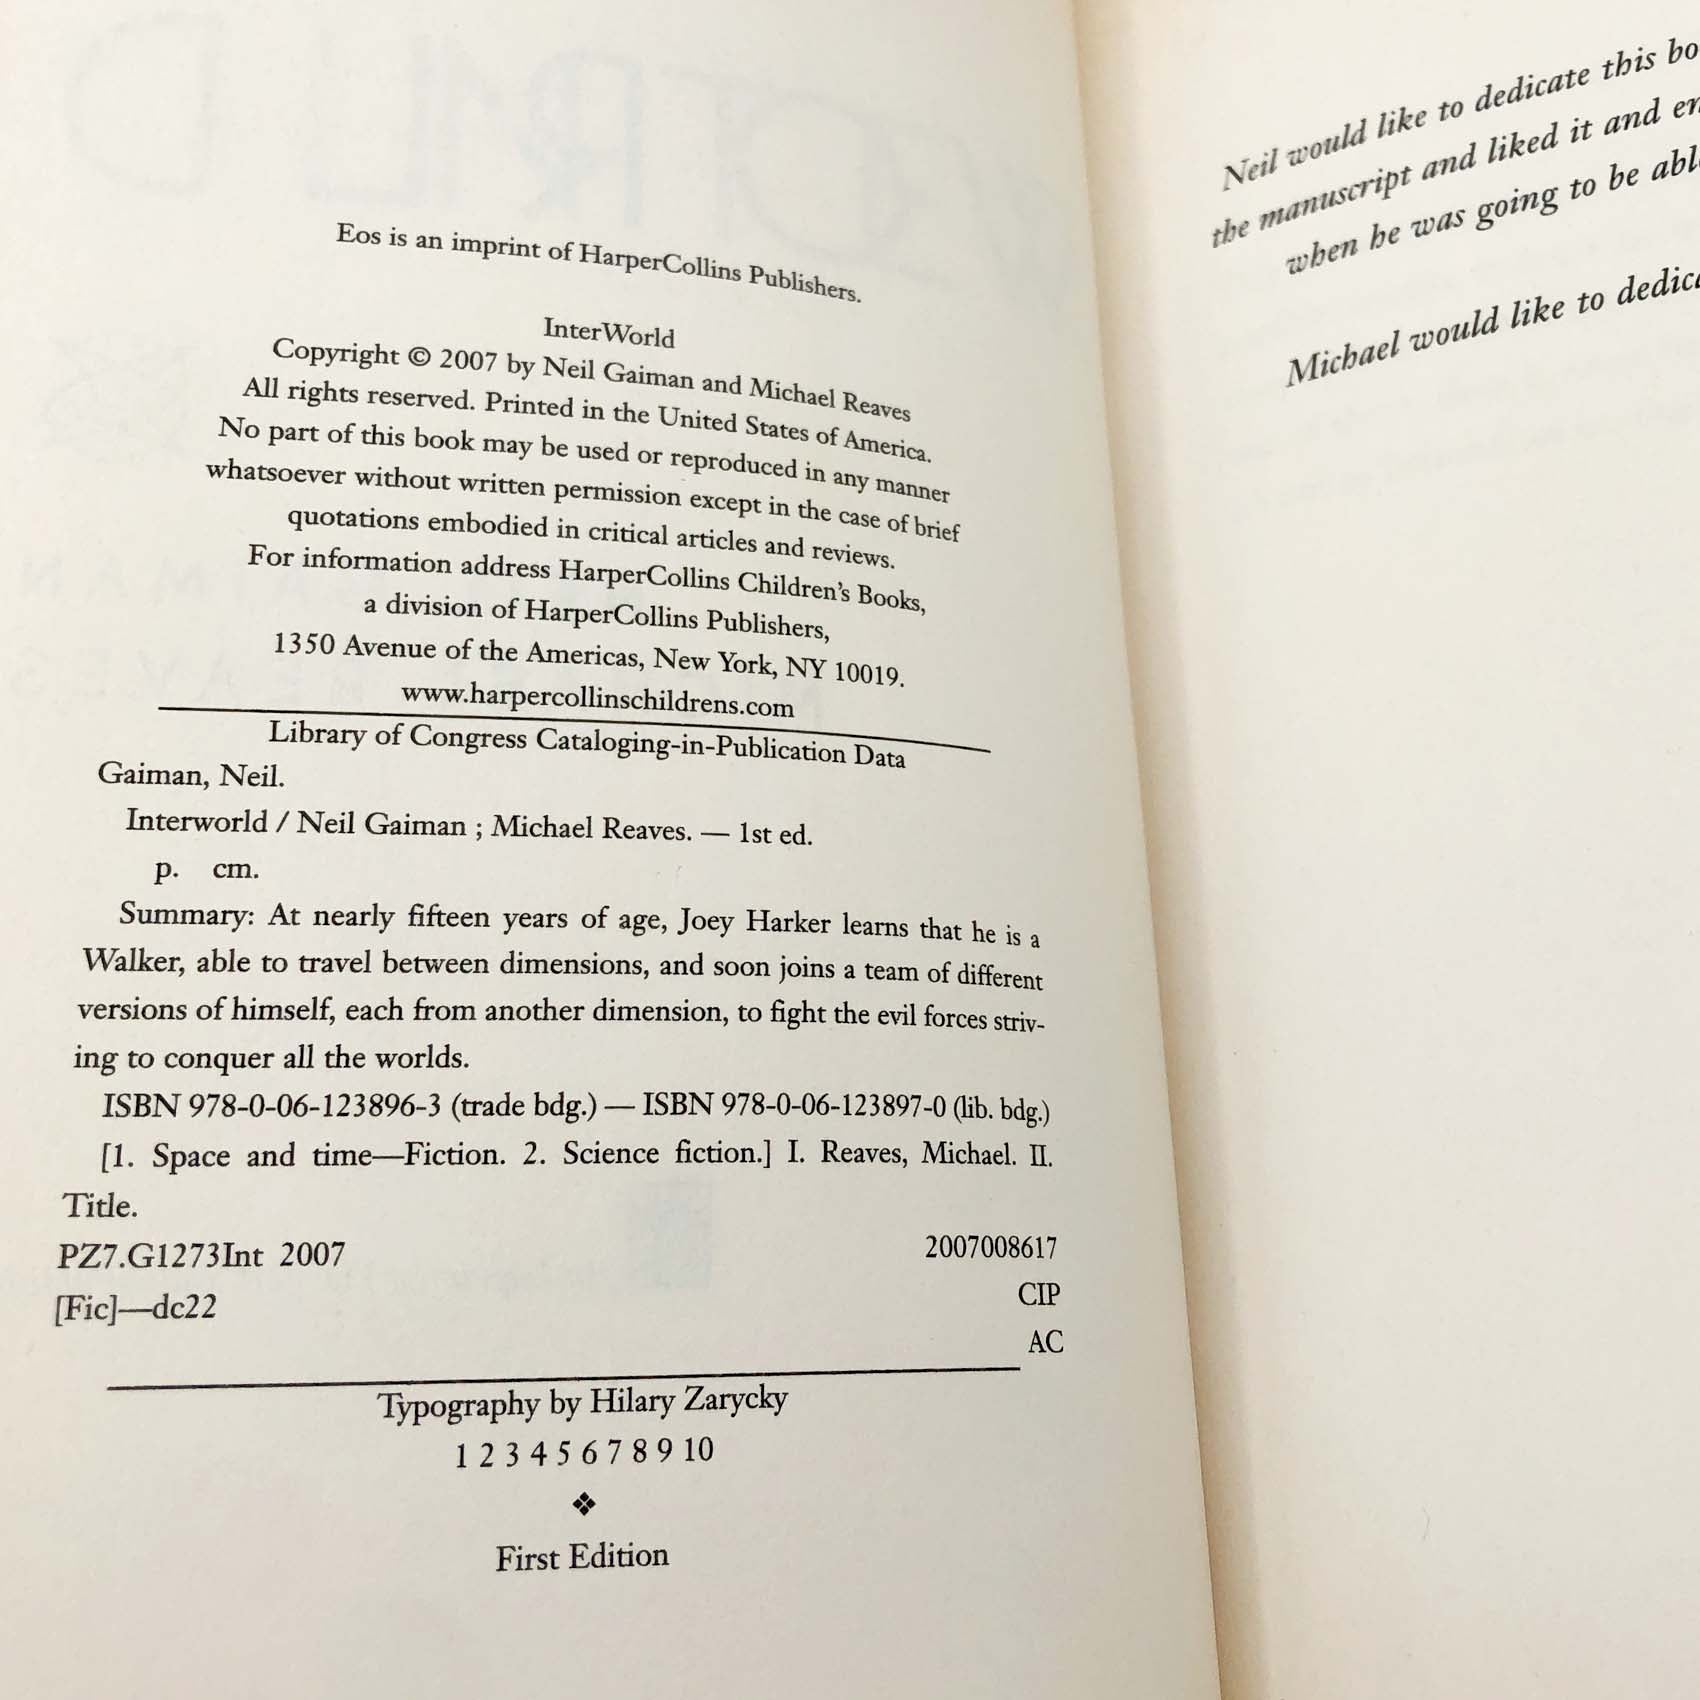 Eos is an imprint of HarperCollins Publishers.
InterWorld
Copyright © 2007 by Neil Gaiman and Michael Reaves
All rights reserved. Printed in the United States of America.
No part of this book may be used or reproduced in any manner
whatsoever without written permission except in the case of brief
quotations embodied in critical articles and reviews.
For information address HarperCollins Children's Books,
a division of HarperCollins Publishers,
1350 Avenue of the Americas, New York, NY 10019.
www.harpercollinschildrens.com
Library of Congress Cataloging-in-Publication Data
Gaiman, Neil.
Interworld / Neil Gaiman ; Michael Reaves. — 1st ed.
p. cm.
Summary: At nearly fifteen years of age, Joey Harker learns that he is a
Walker, able to travel between dimensions, and soon joins a team of different
versions of himself, each from another dimension, to fight the evil forces striv-
ing to conquer all the worlds.
ISBN 978-0-06-123896-3 (trade bdg.) — ISBN 978-0-06-123897-0 (lib. bdg.)
[1. Space and time—Fiction. 2. Science fiction.] I. Reaves, Michael. II.
Title.
PZ7.G1273Int 2007 2007008617
[Fic]—dc22 CIP
AC
Typography by Hilary Zarycky
1 2 3 4 5 6 7 8 9 10
❖
First Edition
Neil would like to dedicate this
the manuscript and liked it and
when he was going to be
Michael would like to